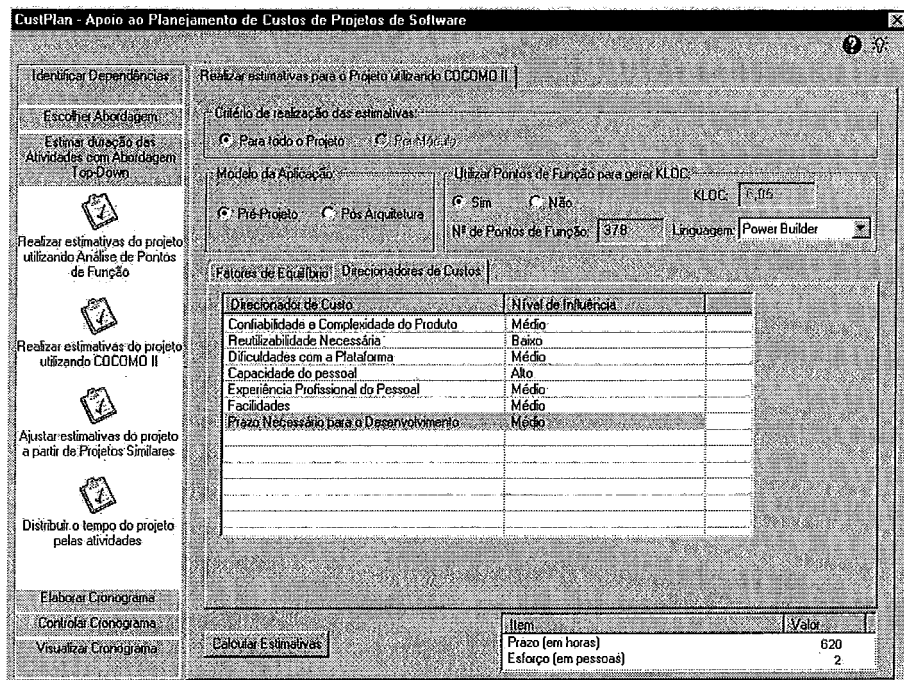 CustPlan - Apoio ao Planejamento de Custos de Projetos de Software
Identificar Dependências
Escolher Abordagem
Estimar duração das
Atividades com Abordagem
Top-Down
Realizar estimativas do projeto
utilizando Análise de Pontos
de Função
Realizar estimativas do projeto
utilizando COCOMO II
Ajustar estimativas do projeto
a partir de Projetos Similares
Distribuir o tempo do projeto
pelas atividades
Elaborar Cronograma
Controlar Cronograma
Visualizar Cronograma
Realizar estimativas para o Projeto utilizando COCOMO II
Critério de realização das estimativas:
Para todo o Projeto Por Módulo
Modelo da Aplicação:
Pré-Projeto Pós Arquitetura
Utilizar Pontos de Função para gerar KLOC:
Sim Não KLOC:
Nº de Pontos de Função: 378 Linguagem: Power Builder
Fatores de Equilíbrio Direcionadores de Custos
Direcionador de Custo Nível de Influência
Confiabilidade e Complexidade do Produto Médio
Reutilizabilidade Necessária Baixo
Dificuldades com a Plataforma Médio
Capacidade do pessoal Alto
Experiência Profissional do Pessoal Médio
Facilidades Médio
Prazo Necessário para o Desenvolvimento Médio
Calcular Estimativas
Item Valor
Prazo (em horas) 620
Esforço (em pessoas) 2